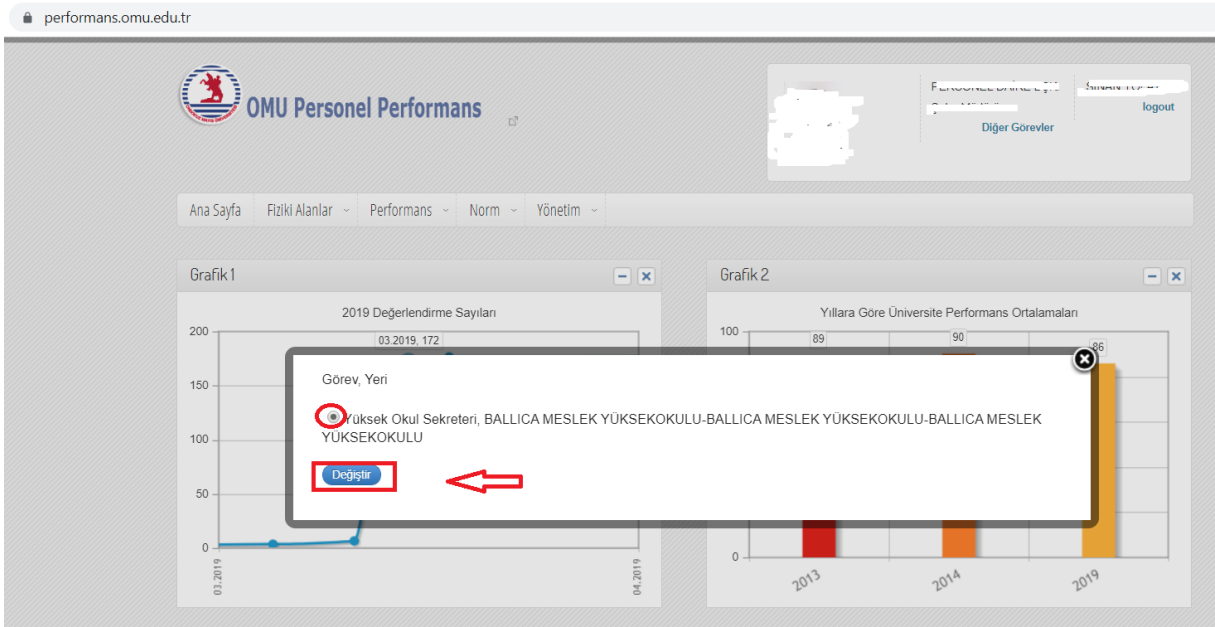 performans.omu.edu.tr
OMU Personel Performans
logout
Diğer Görevler
Ana Sayfa Fiziki Alanlar Performans Norm Yönetim
Grafik 1
2019 Değerlendirme Sayıları
200
03.2019, 172
150
100
50
0
03.2019
04.2019
Grafik 2
Yıllara Göre Üniversite Performans Ortalamaları
100
89
90
86
0
2013
2014
2019
Görev, Yeri
Yüksek Okul Sekreteri, BALLICA MESLEK YÜKSEKOKULU-BALLICA MESLEK YÜKSEKOKULU-BALLICA MESLEK
YÜKSEKOKULU
Değiştir